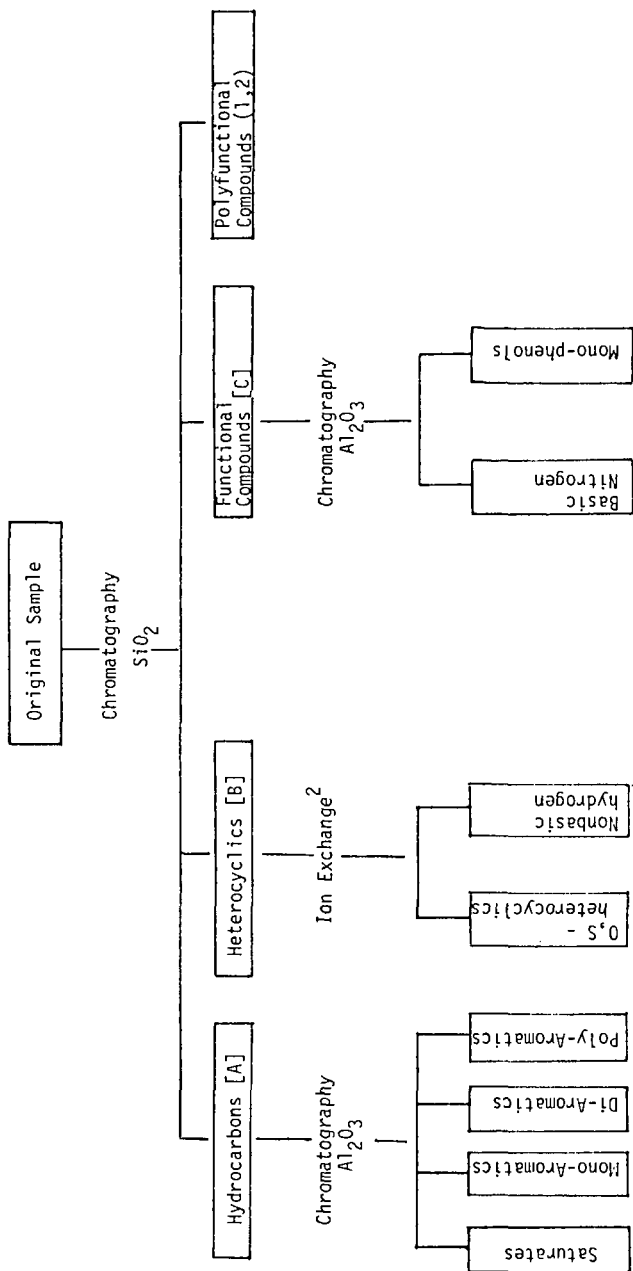 Original Sample
Chromatography
SiO2
Hydrocarbons [A]
Heterocyclics [B]
Functional
Compounds [C]
Polyfunctional
Compounds (1,2)
Chromatography
Al2O3
Ion Exchange2
Chromatography
Al2O3
Saturates
Mono-Aromatics
Di-Aromatics
Poly-Aromatics
O,S -
heterocyclics
Nonbasic
hydrogen
Basic
Nitrogen
Mono-phenols